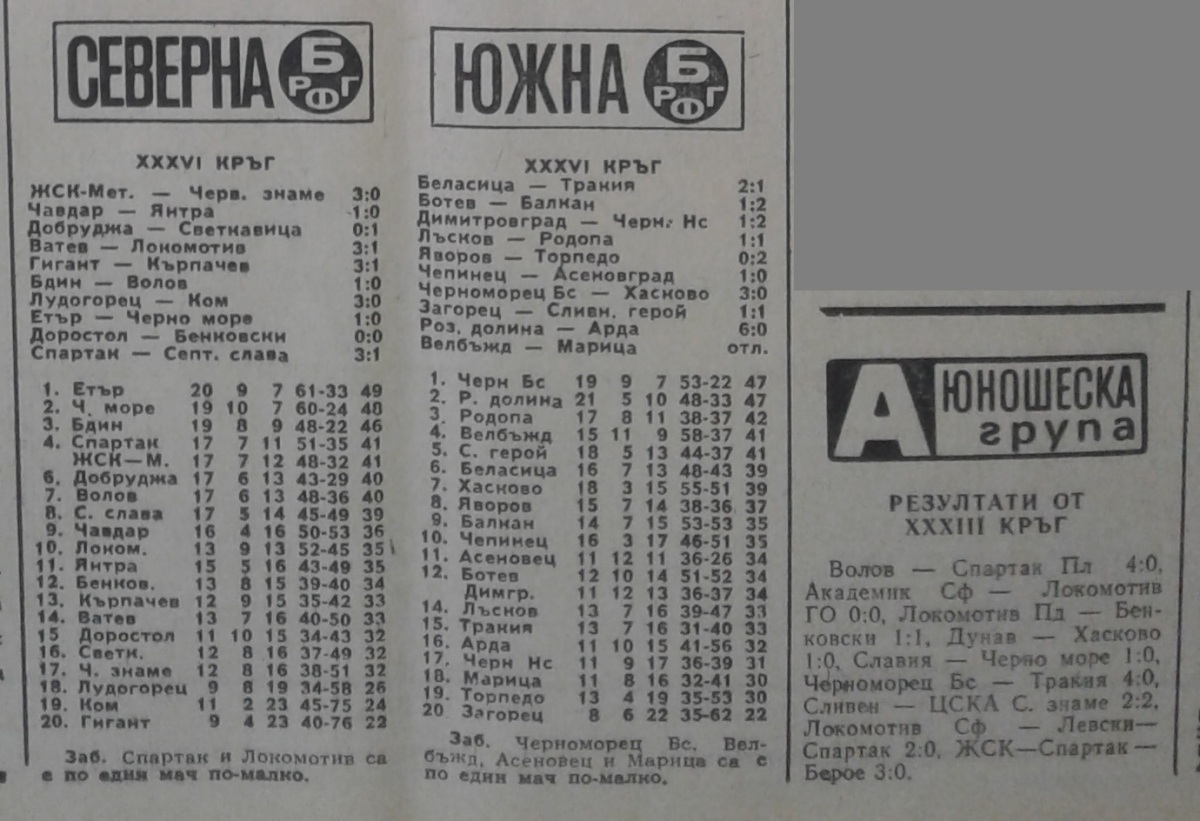 СЕВЕРНА Б РФГ
XXXVI КРЪГ
ЖСК-Мет. — Черв. знаме 3:0
Чавдар — Янтра 1:0
Добруджа — Светкавица 0:1
Ватев — Локомотив 3:1
Гигант — Кърпачев 3:1
Бдин — Волов 1:0
Лудогорец — Ком 3:0
Етър — Черно море 1:0
Доростол — Бенковски 0:0
Спартак — Септ. слава 3:1
1. Етър 20 9 7 61-33 49
2. Ч. море 19 10 7 60-24 48
3. Бдин 19 8 9 48-22 46
4. Спартак 17 7 11 51-35 41
ЖСК—М. 17 7 12 48-32 41
6. Добруджа 17 6 13 43-29 40
7. Волов 17 6 13 48-36 40
8. С. слава 17 5 14 45-49 39
9. Чавдар 16 4 16 50-53 36
10. Локом. 13 9 13 52-45 35
11. Янтра 15 5 16 43-49 35
12. Бенков. 13 8 15 39-40 34
13. Кърпачев 12 9 15 35-42 33
14. Ватев 13 7 16 40-50 33
15 Доростол 11 10 15 34-43 32
16. Светк. 12 8 16 37-49 32
17. Ч. знаме 12 8 16 38-51 32
18. Лудогорец 9 8 19 34-58 26
19. Ком 11 2 23 45-75 24
20. Гигант 9 4 23 40-76 22
Заб. Спартак и Локомотив са
с по един мач по-малко.
ЮЖНА Б РФГ
XXXVI КРЪГ
Беласица — Тракия 2:1
Ботев — Балкан 1:2
Димитровград — Черн. Нс 1:2
Лъсков — Родопа 1:1
Яворов — Торпедо 0:2
Чепинец — Асеновград 1:0
Черноморец Бс — Хасково 3:0
Загорец — Сливн. герой 1:1
Роз. долина — Арда 6:0
Велбъжд — Марица отл.
1. Черн Бс 19 9 7 53-22 47
2. Р. долина 21 5 10 48-33 47
3. Родопа 17 8 11 38-37 42
4. Велбъжд 15 11 9 58-37 41
5. С. герой 18 5 13 44-37 41
6. Беласица 16 7 13 48-43 39
7. Хасково 18 3 15 55-51 39
8. Яворов 15 7 14 38-36 37
9. Балкан 14 7 15 53-53 35
10. Чепинец 16 3 17 46-51 35
11. Асеновец 11 12 11 36-26 34
12. Ботев 12 10 14 51-52 34
Димгр. 11 12 13 36-37 34
14. Лъсков 13 7 16 39-47 33
15. Тракия 13 7 16 31-40 33
16. Арда 11 10 15 41-56 32
17. Черн Нс 11 9 17 36-39 31
18. Марица 11 8 16 32-41 30
19. Торпедо 13 4 19 35-53 30
20 Загорец 8 6 22 35-62 22
Заб. Черноморец Бс, Вел-
бъжд, Асеновец и Марица са с
по един мач по-малко.
А ЮНОШЕСКА
група
РЕЗУЛТАТИ ОТ
XXXIII КРЪГ
Волов — Спартак Пл 4:0,
Академик Сф — Локомотив
ГО 0:0, Локомотив Пд — Бен-
ковски 1:1, Дунав — Хасково
1:0, Славия — Черно море 1:0,
Черноморец Бс — Тракия 4:0,
Сливен — ЦСКА С. знаме 2:2,
Локомотив Сф — Левски—
Спартак 2:0, ЖСК—Спартак —
Берое 3:0.